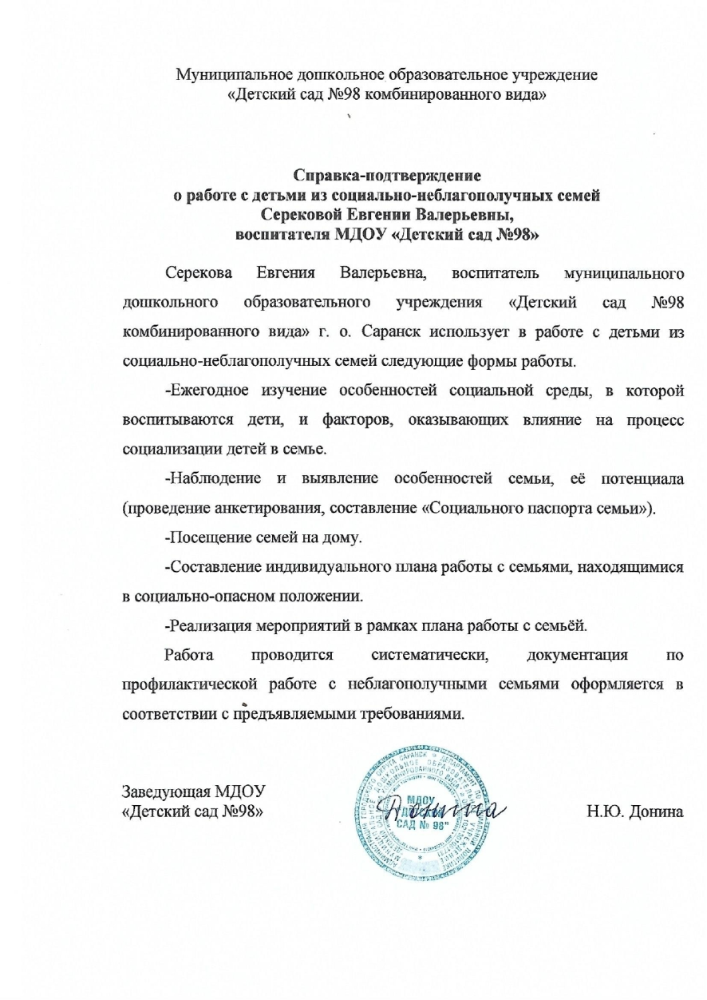 Муниципальное дошкольное образовательное учреждение
«Детский сад №98 комбинированного вида»
Справка-подтверждение
о работе с детьми из социально-неблагополучных семей
Серековой Евгении Валерьевны,
воспитателя МДОУ «Детский сад №98»
Серекова Евгения Валерьевна, воспитатель муниципального
дошкольного образовательного учреждения «Детский сад №98
комбинированного вида» г. о. Саранск использует в работе с детьми из
социально-неблагополучных семей следующие формы работы.
-Ежегодное изучение особенностей социальной среды, в которой
воспитываются дети, и факторов, оказывающих влияние на процесс
социализации детей в семье.
-Наблюдение и выявление особенностей семьи, её потенциала
(проведение анкетирования, составление «Социального паспорта семьи»).
-Посещение семей на дому.
-Составление индивидуального плана работы с семьями, находящимися
в социально-опасном положении.
-Реализация мероприятий в рамках плана работы с семьёй.
Работа проводится систематически, документация по
профилактической работе с неблагополучными семьями оформляется в
соответствии с предъявляемыми требованиями.
Заведующая МДОУ
«Детский сад №98»
МДОУ
"ДЕТСКИЙ
САД № 98"
Донина
Н.Ю. Донина